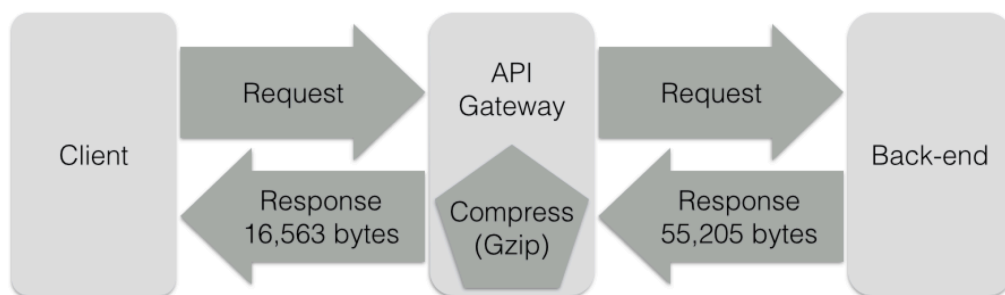 Client
Request
Response
16,563 bytes
API
Gateway
Compress
(Gzip)
Request
Response
55,205 bytes
Back-end